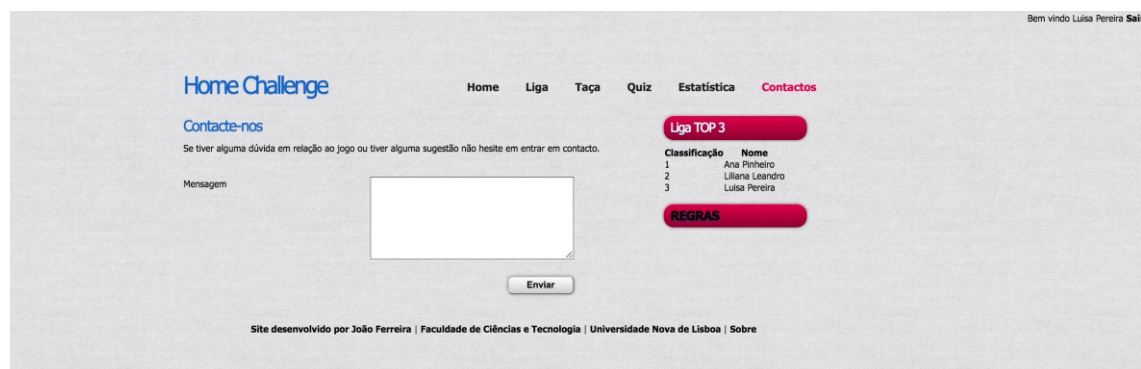 Bem vindo Luisa Pereira Sai
Home Challenge
Home Liga Taça Quiz Estatística Contactos
Contacte-nos
Se tiver alguma dúvida em relação ao jogo ou tiver alguma sugestão não hesite em entrar em contacto.
Mensagem
Enviar
Liga TOP 3
Classificação Nome
1 Ana Pinheiro
2 Liliana Leandro
3 Luisa Pereira
REGRAS
Site desenvolvido por João Ferreira | Faculdade de Ciências e Tecnologia | Universidade Nova de Lisboa | Sobre